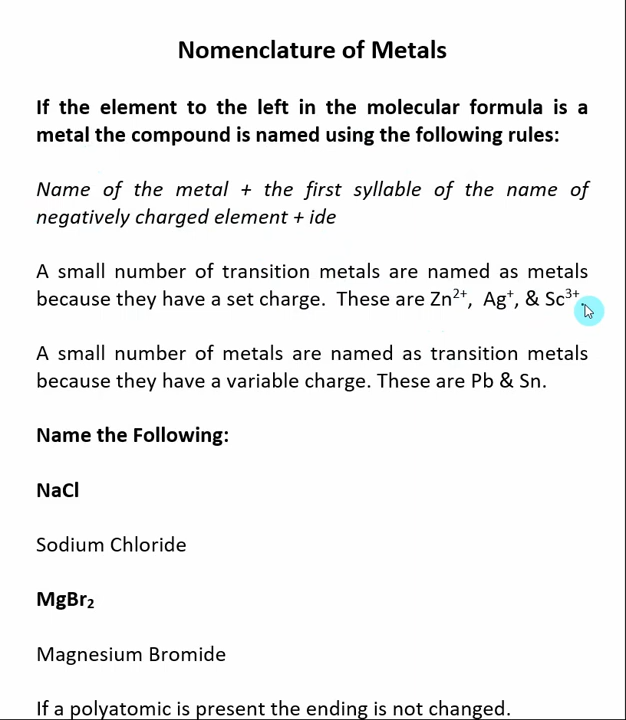 Nomenclature of Metals
If the element to the left in the molecular formula is a
metal the compound is named using the following rules:
Name of the metal + the first syllable of the name of
negatively charged element + ide
A small number of transition metals are named as metals
because they have a set charge.  These are Zn²⁺,  Ag⁺, & Sc³⁺.
A small number of metals are named as transition metals
because they have a variable charge. These are Pb & Sn.
Name the Following:
NaCl
Sodium Chloride
MgBr₂
Magnesium Bromide
If a polyatomic is present the ending is not changed.